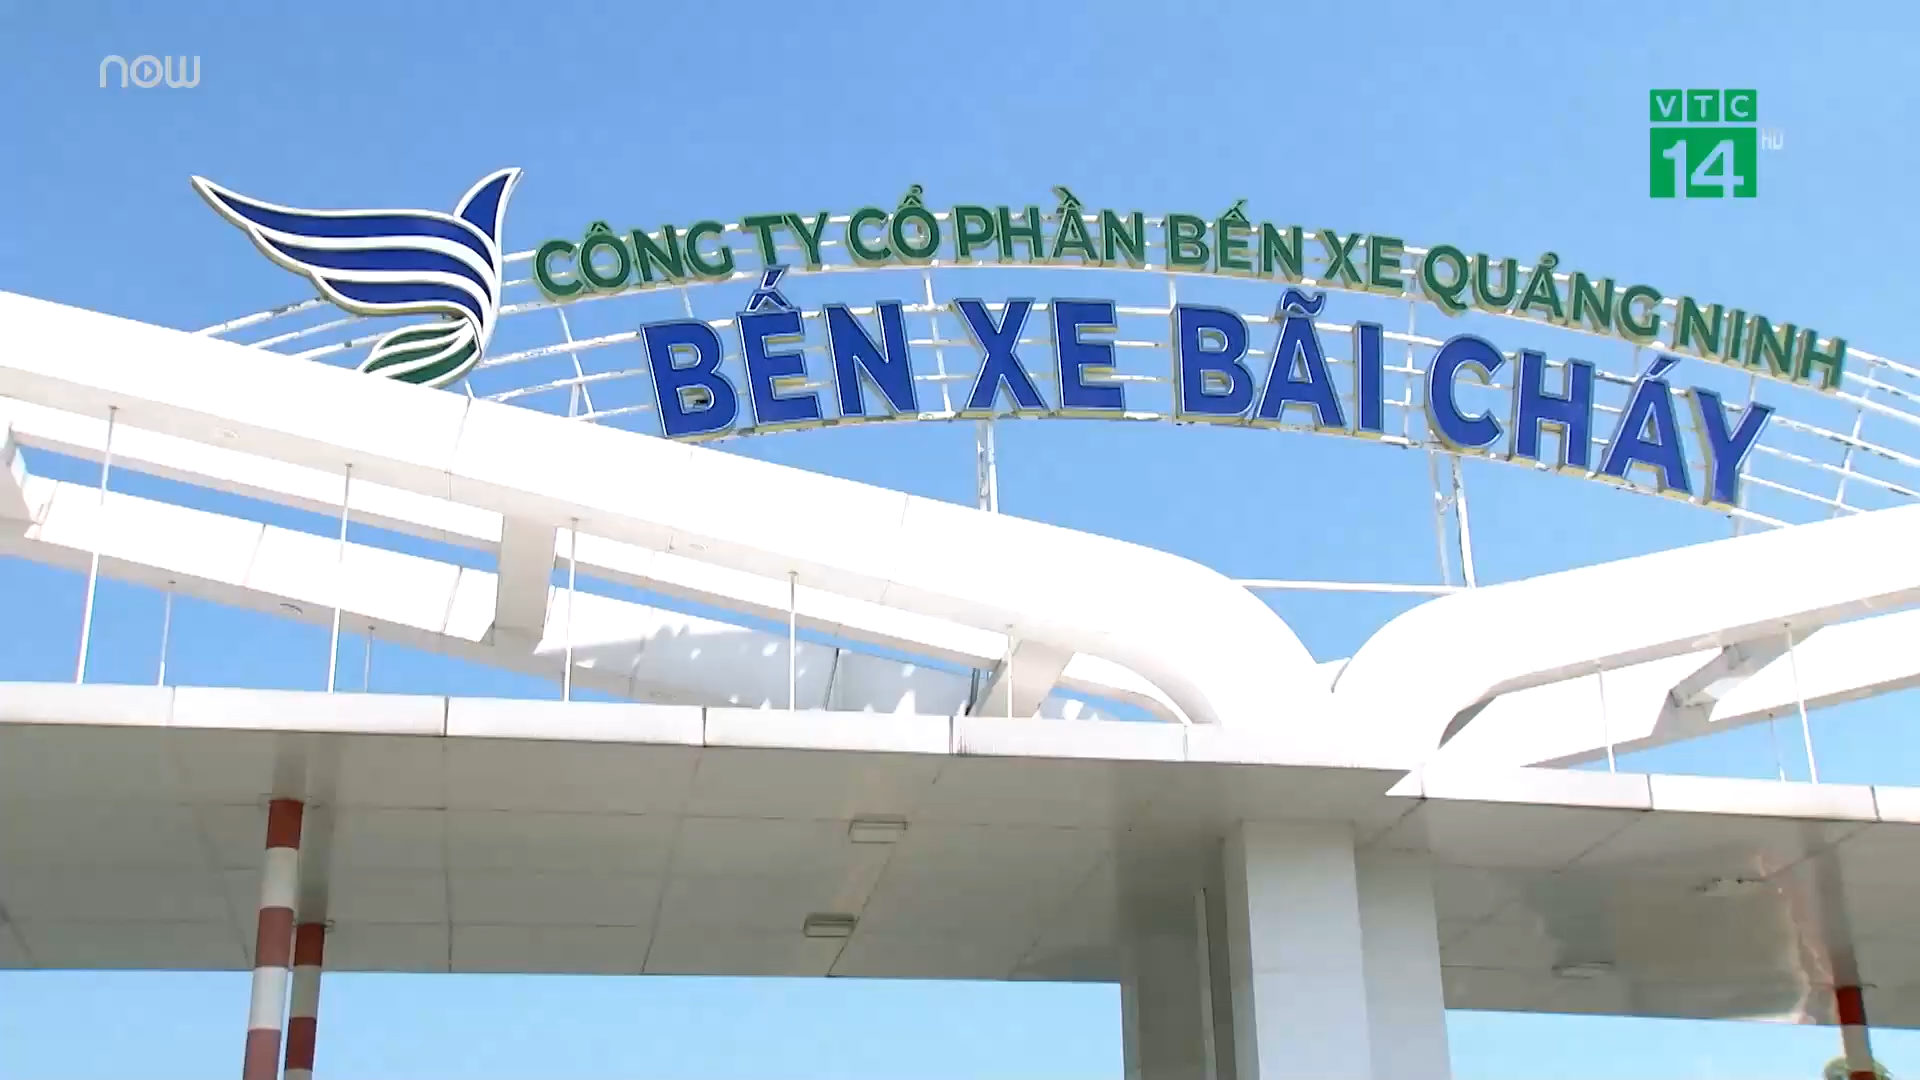 now
VTC
14
HD
CÔNG TY CỔ PHẦN BẾN XE QUẢNG NINH
BẾN XE BÃI CHÁY